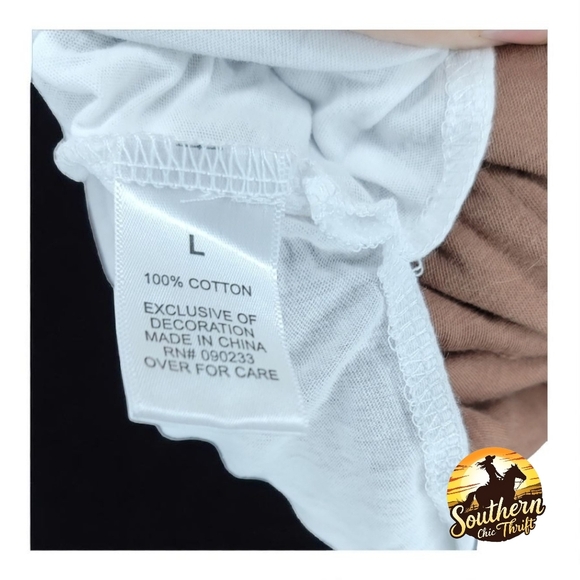 L
100% COTTON
EXCLUSIVE OF
DECORATION
MADE IN CHINA
RN# 090233
OVER FOR CARE
Southern
Chic Thrift